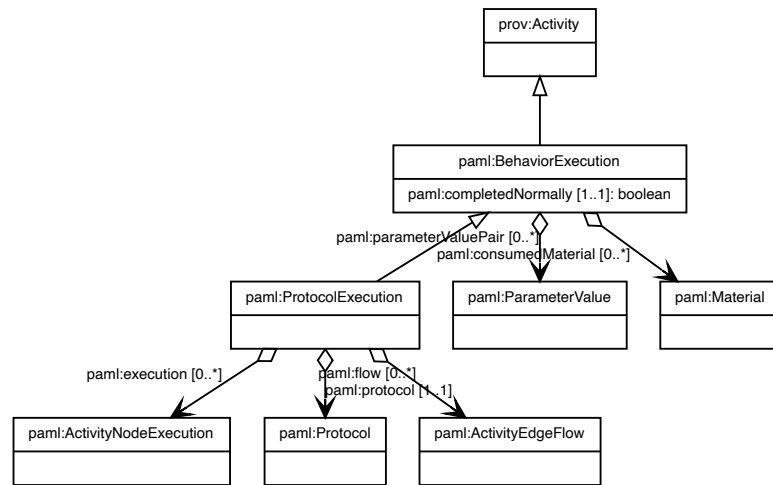 prov:Activity
paml:BehaviorExecution
paml:completedNormally [1..1]: boolean
paml:parameterValuePair [0..*]
paml:consumedMaterial [0..*]
paml:ProtocolExecution
paml:ParameterValue
paml:Material
paml:execution [0..*]
paml:flow [0..*]
paml:protocol [1..1]
paml:ActivityNodeExecution
paml:Protocol
paml:ActivityEdgeFlow